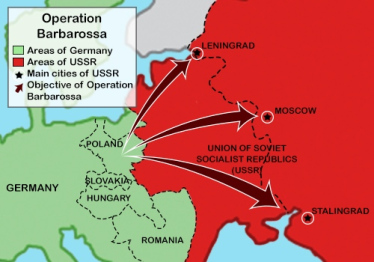 Operation
Barbarossa
Areas of Germany
Areas of USSR
Main cities of USSR
Objective of Operation
Barbarossa
LENINGRAD
MOSCOW
POLAND
UNION OF SOVIET
SOCIALIST REPUBLICS
(USSR)
SLOVAKIA
GERMANY
HUNGARY
STALINGRAD
ROMANIA